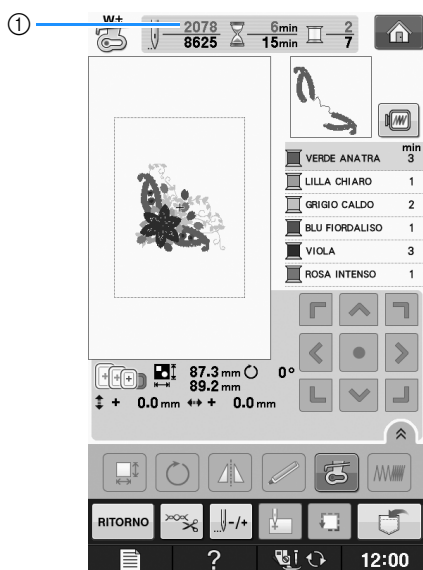 ① W+ 2078 6min 2
8625 15min 7
min
VERDE ANATRA 3
LILLA CHIARO 1
GRIGIO CALDO 2
BLU FIORDALISO 1
VIOLA 3
ROSA INTENSO 1
87.3 mm 0°
89.2 mm
+ 0.0 mm + 0.0 mm
RITORNO -/+
? 12:00